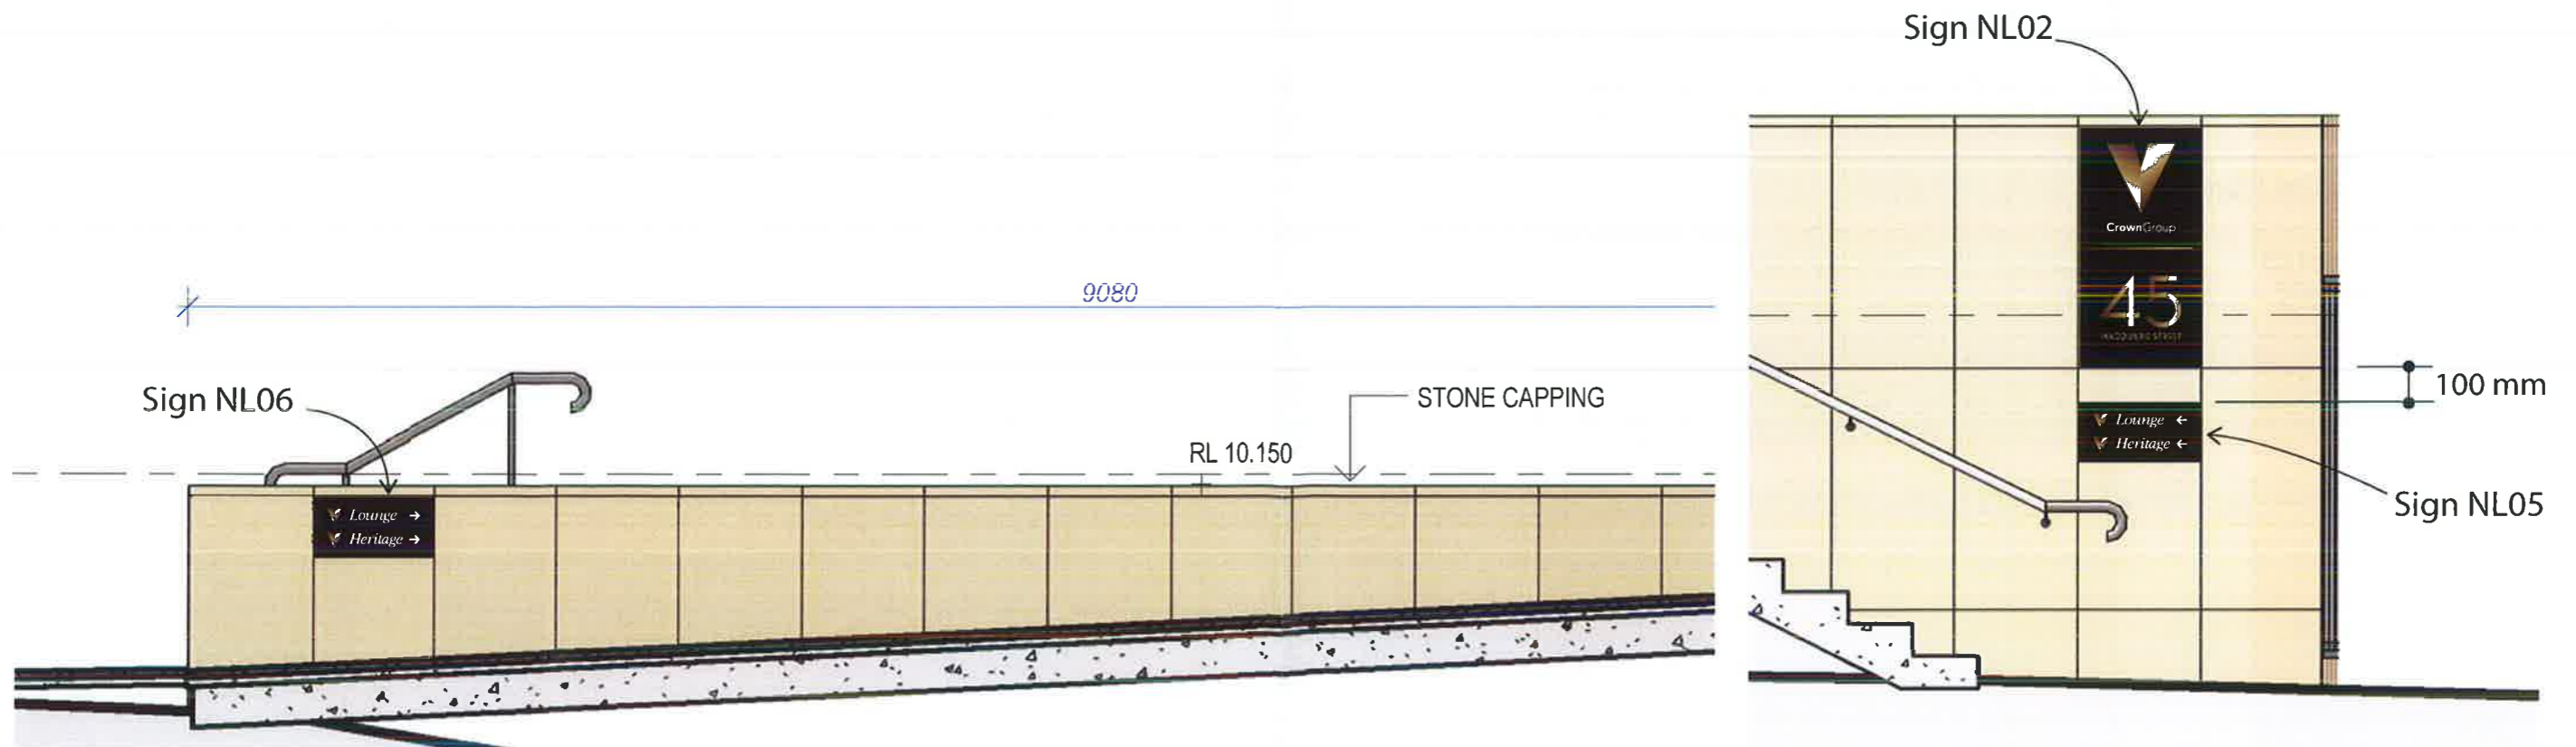 Sign NL02
CrownGroup
45
9080
100 mm
Sign NL06
STONE CAPPING
Lounge ←
Heritage ←
RL 10.150
Sign NL05
Lounge →
Heritage →